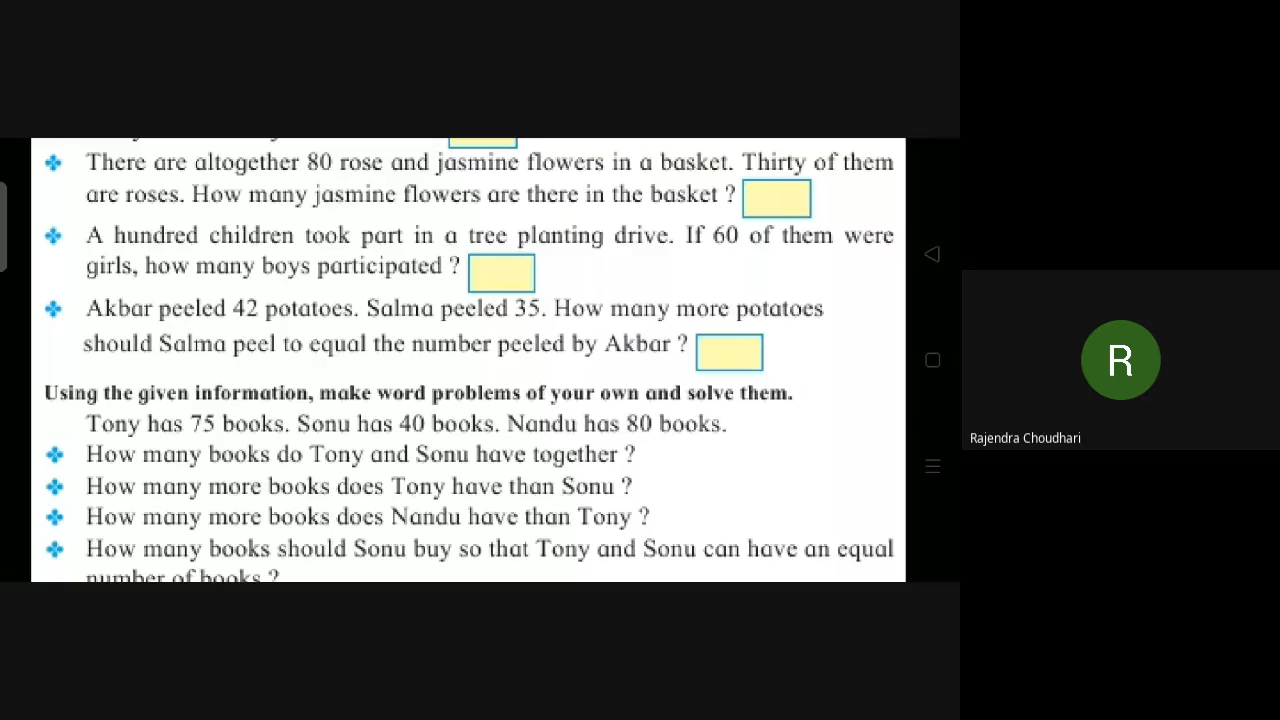 There are altogether 80 rose and jasmine flowers in a basket. Thirty of them
are roses. How many jasmine flowers are there in the basket ?
A hundred children took part in a tree planting drive. If 60 of them were
girls, how many boys participated ?
Akbar peeled 42 potatoes. Salma peeled 35. How many more potatoes
should Salma peel to equal the number peeled by Akbar ?
Using the given information, make word problems of your own and solve them.
Tony has 75 books. Sonu has 40 books. Nandu has 80 books.
How many books do Tony and Sonu have together ?
How many more books does Tony have than Sonu ?
How many more books does Nandu have than Tony ?
How many books should Sonu buy so that Tony and Sonu can have an equal
number of books ?
R
Rajendra Choudhari